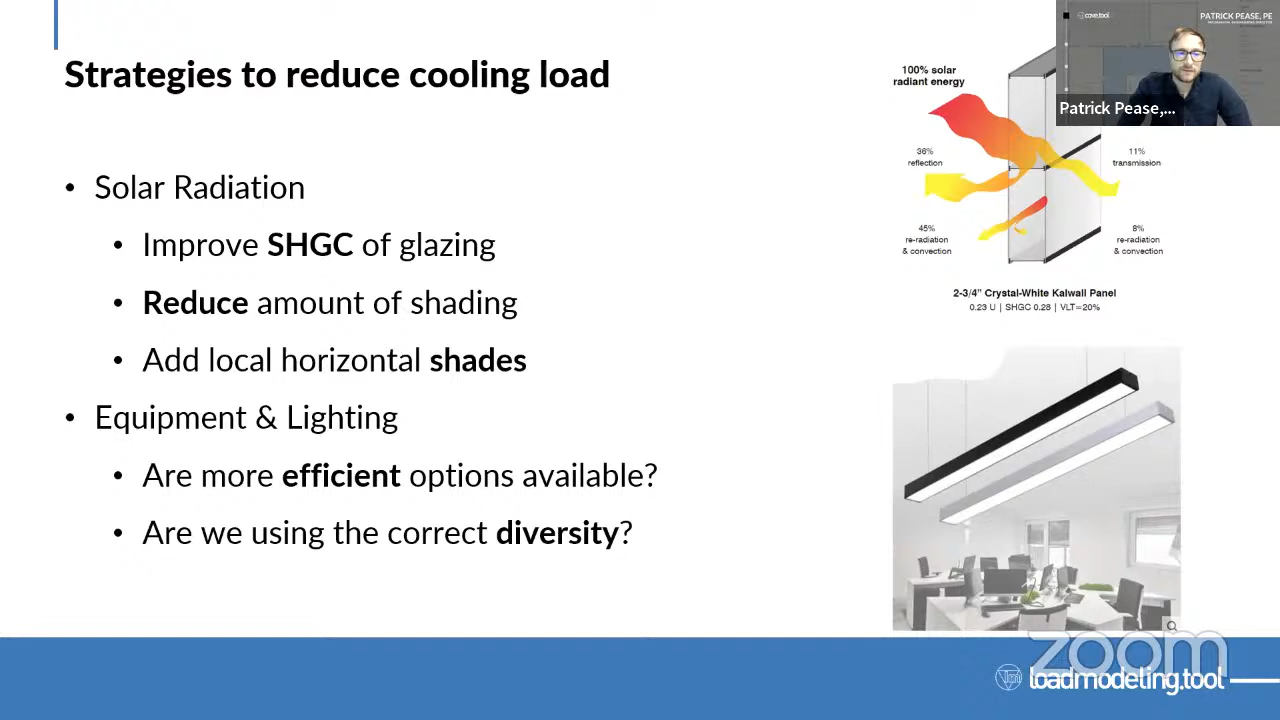 Strategies to reduce cooling load
• Solar Radiation
• Improve SHGC of glazing
• Reduce amount of shading
• Add local horizontal shades
• Equipment & Lighting
• Are more efficient options available?
• Are we using the correct diversity?
100% solar
radiant energy
36%
reflection
11%
transmission
45%
re-radiation
& convection
8%
re-radiation
& convection
2-3/4" Crystal-White Kalwall Panel
0.23 U | SHGC 0.28 | VLT=20%
cove.tool
PATRICK PEASE, PE
Patrick Pease,...
zoom
loadmodeling.tool